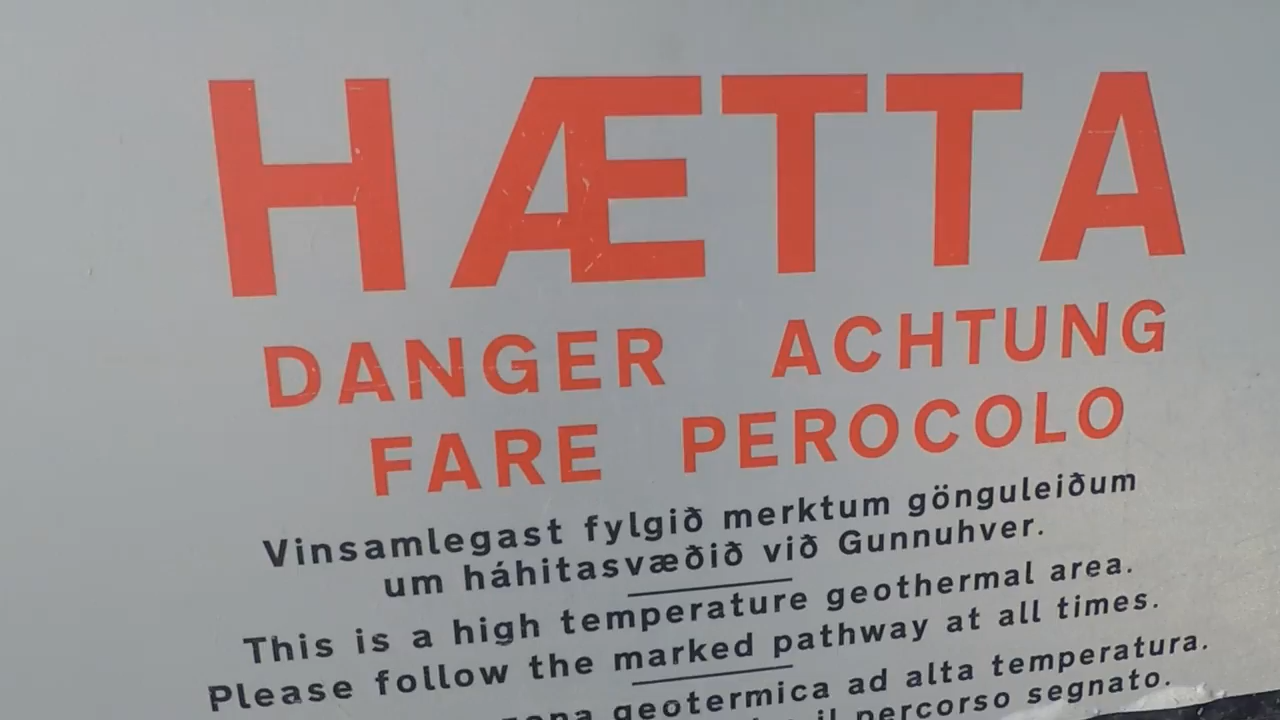 HÆTTA
DANGER ACHTUNG
FARE PEROCOLO
Vinsamlegast fylgið merktum gönguleiðum
um háhitasvæðið við Gunnuhver.
This is a high temperature geothermal area.
Please follow the marked pathway at all times.
geotermica ad alta temperatura.
il percorso segnato.